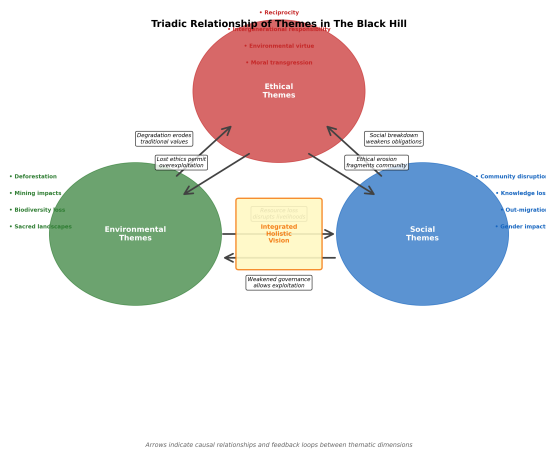 • Reciprocity
Triadic Relationship of Themes in The Black Hill
• Intergenerational responsibility
• Environmental virtue
• Moral transgression
Ethical
Themes
Degradation erodes
traditional values
Social breakdown
weakens obligations
Lost ethics permit
overexploitation
Ethical erosion
fragments community
• Deforestation
• Mining impacts
• Biodiversity loss
• Sacred landscapes
• Community disruption
• Knowledge los
• Out-migratio
• Gender impact
Environmental
Themes
Integrated
Holistic
Vision
Social
Themes
Weakened governance
allows exploitation
Arrows indicate causal relationships and feedback loops between thematic dimensions